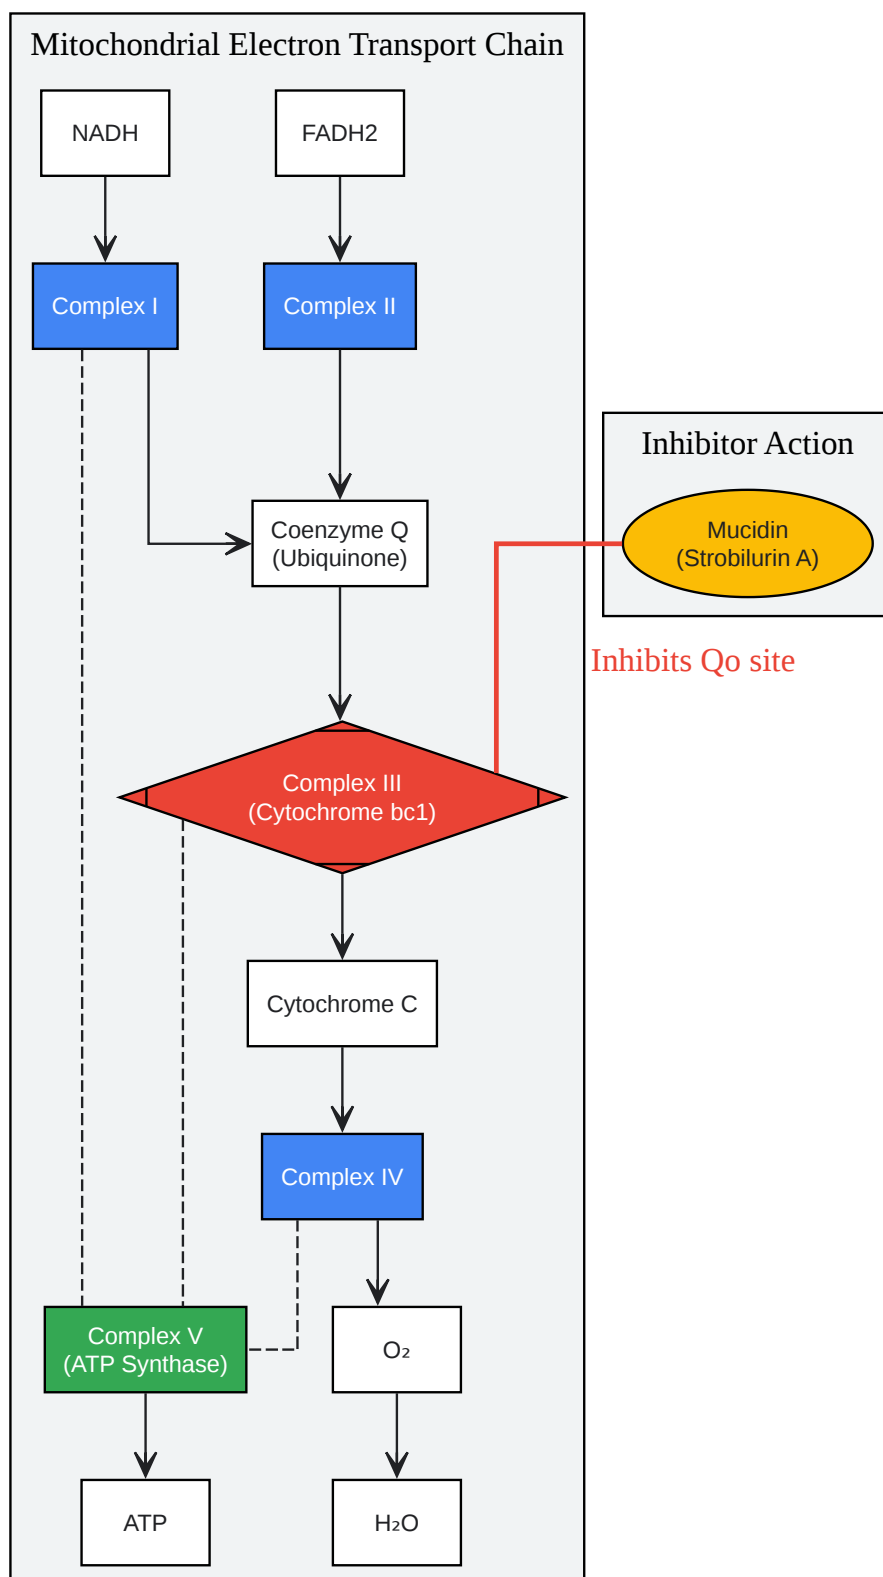 Mitochondrial Electron Transport Chain
NADH
FADH2
Complex I
Complex II
Inhibitor Action
Coenzyme Q
(Ubiquinone)
Mucidin
(Strobilurin A)
Inhibits Qo site
Complex III
(Cytochrome bc1)
Cytochrome C
Complex IV
Complex V
(ATP Synthase)
O₂
ATP
H₂O